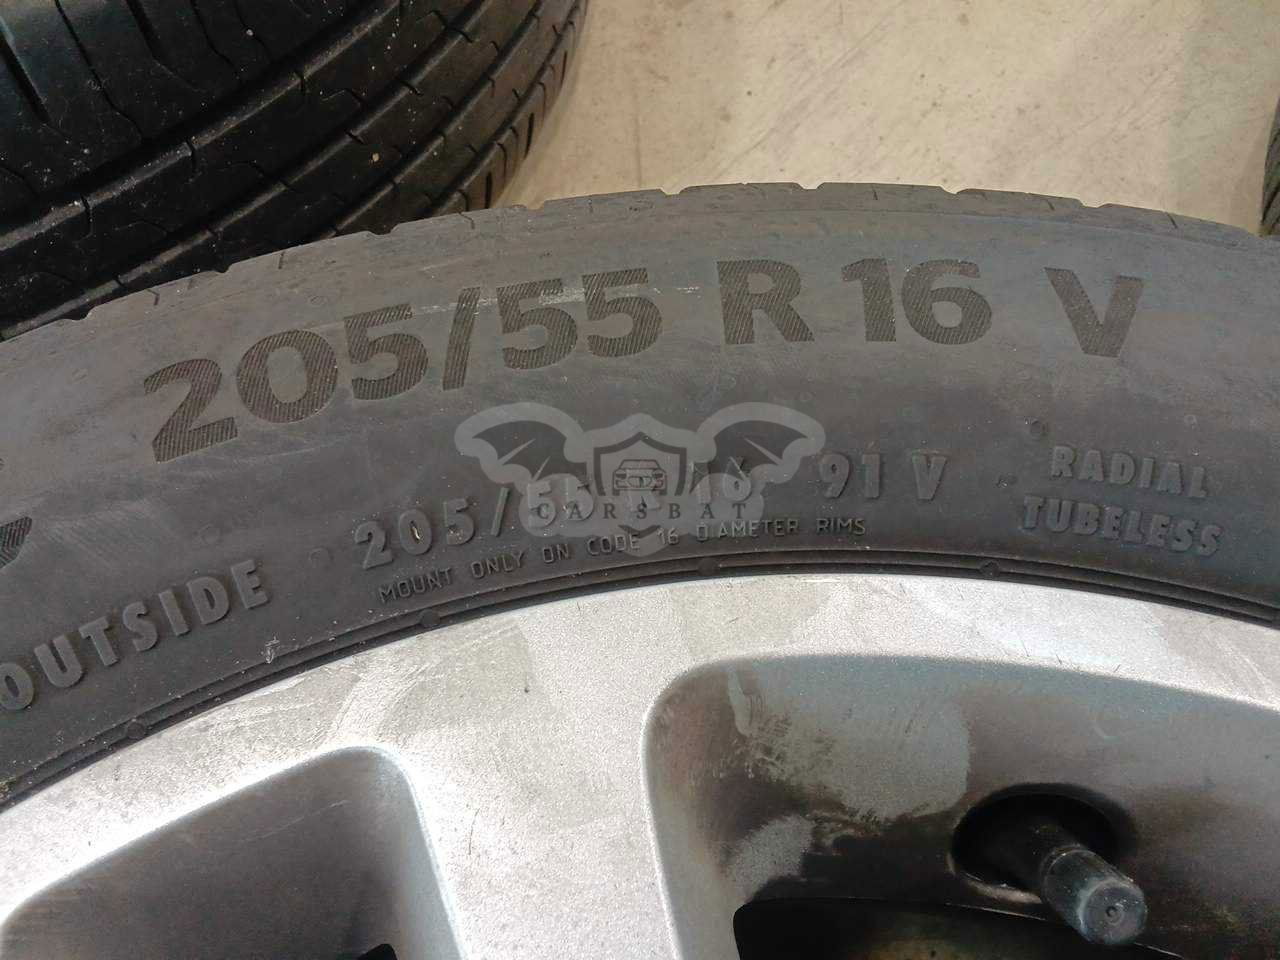 205/55 R 16 V
205/55 R 16 91 V
RADIAL
TUBELESS
OUTSIDE
MOUNT ONLY ON CODE 16 DIAMETER RIMS
CARSBAT